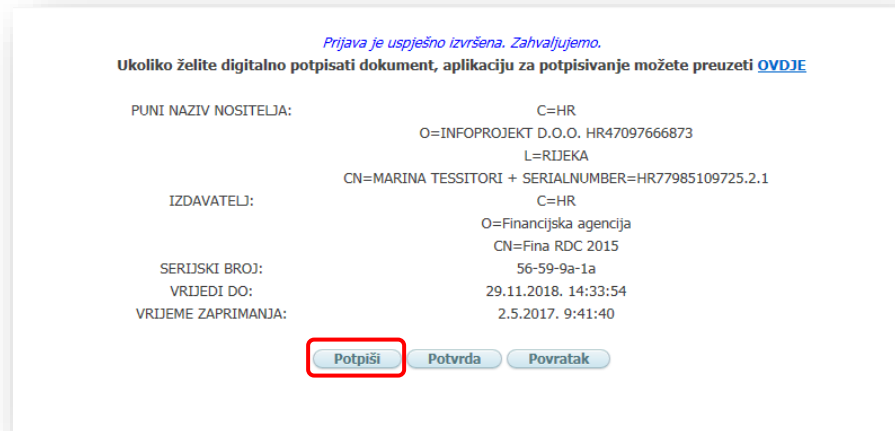 Prijava je uspješno izvršena. Zahvaljujemo.
Ukoliko želite digitalno potpisati dokument, aplikaciju za potpisivanje možete preuzeti OVDJE
PUNI NAZIV NOSITELJA: C=HR
O=INFOPROJEKT D.O.O. HR47097666873
L=RIJEKA
CN=MARINA TESSITORI + SERIALNUMBER=HR77985109725.2.1
IZDAVATELJ: C=HR
O=Financijska agencija
CN=Fina RDC 2015
SERIJSKI BROJ: 56-59-9a-1a
VRIJEDI DO: 29.11.2018. 14:33:54
VRIJEME ZAPRIMANJA: 2.5.2017. 9:41:40
Potpiši Potvrda Povratak